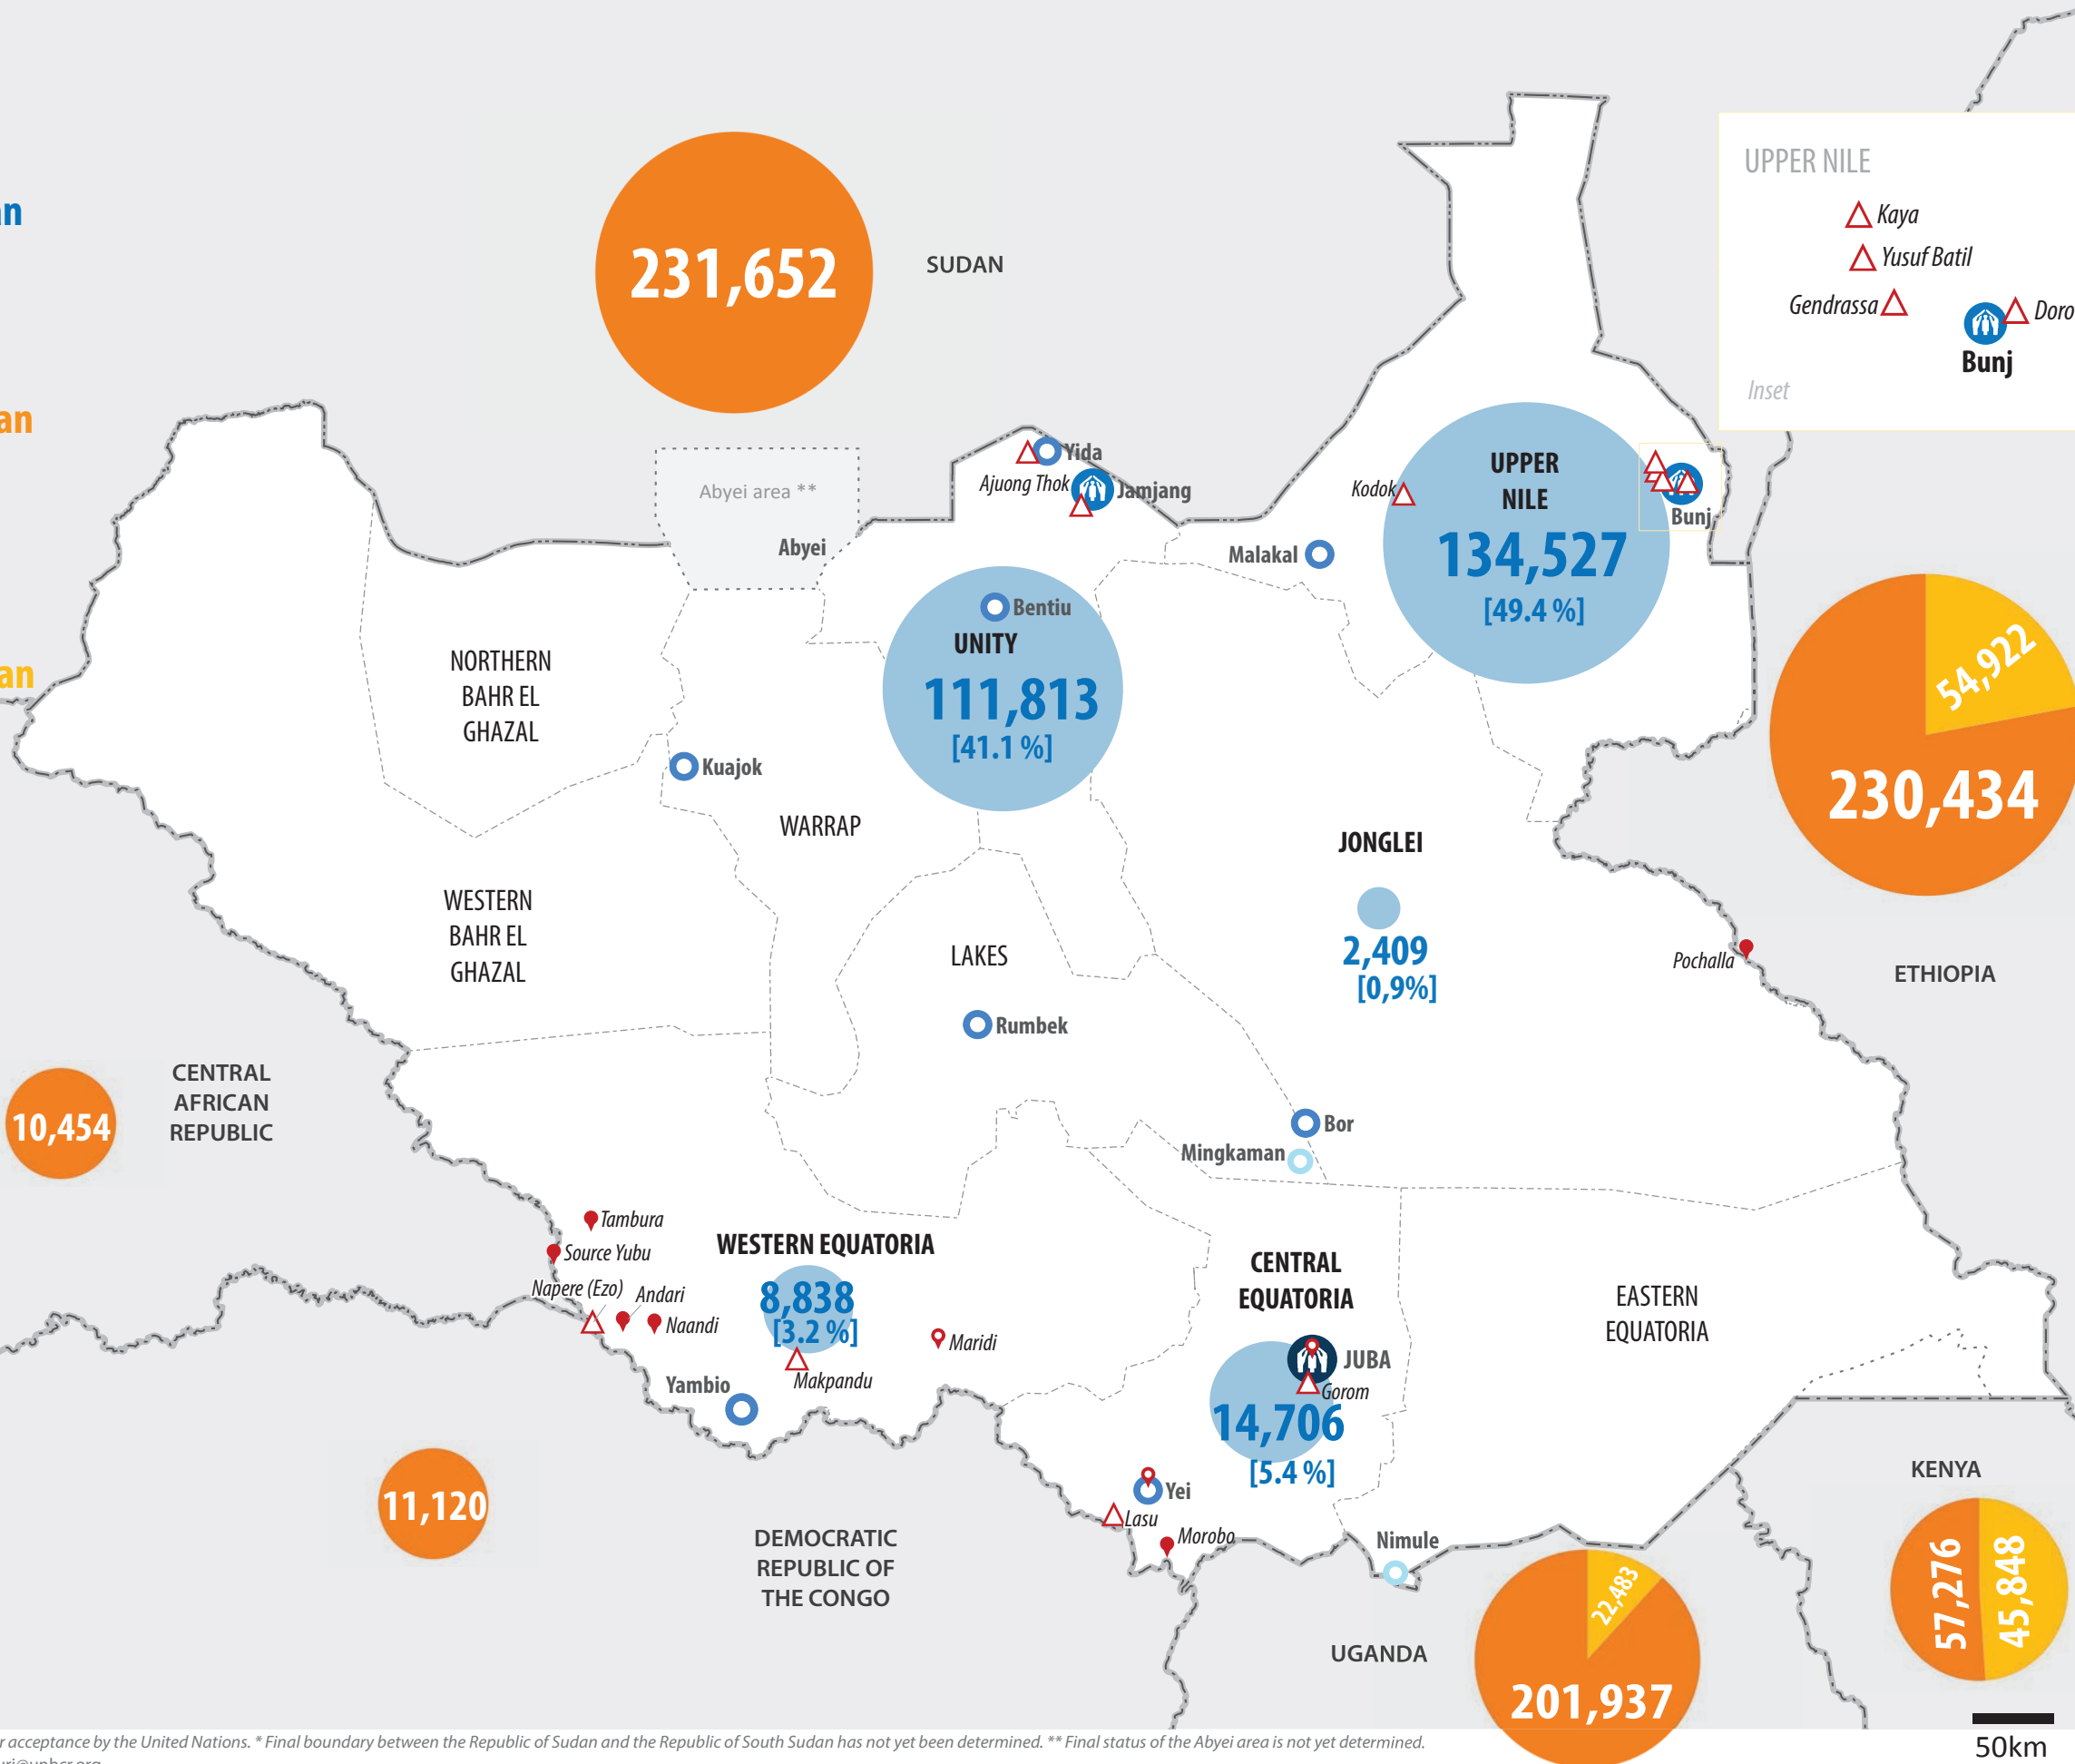 an
an
an
231,652
SUDAN
UPPER NILE
Kaya
Yusuf Batil
Gendrassa
Doro
Bunj
Inset
Yida
Ajuong Thok
Jamjang
Abyei area **
Abyei
Kodok
UPPER
NILE
134,527
[49.4 %]
Bunj
Malakal
Bentiu
UNITY
111,813
[41.1 %]
NORTHERN
BAHR EL
GHAZAL
Kuajok
WARRAP
54,922
230,434
JONGLEI
2,409
[0,9%]
WESTERN
BAHR EL
GHAZAL
LAKES
Pochalla
ETHIOPIA
Rumbek
CENTRAL
AFRICAN
REPUBLIC
10,454
Bor
Mingkaman
Tambura
Source Yubu
Napere (Ezo)
Andari
Naandi
WESTERN EQUATORIA
8,838
[3.2 %]
Makpandu
Maridi
Yambio
CENTRAL
EQUATORIA
JUBA
Gorom
14,706
[5.4 %]
EASTERN
EQUATORIA
Yei
Lasu
Morobo
Nimule
11,120
DEMOCRATIC
REPUBLIC OF
THE CONGO
UGANDA
22,483
201,937
KENYA
57,276
45,848
50km
r acceptance by the United Nations. * Final boundary between the Republic of Sudan and the Republic of South Sudan has not yet been determined. ** Final status of the Abyei area is not yet determined.